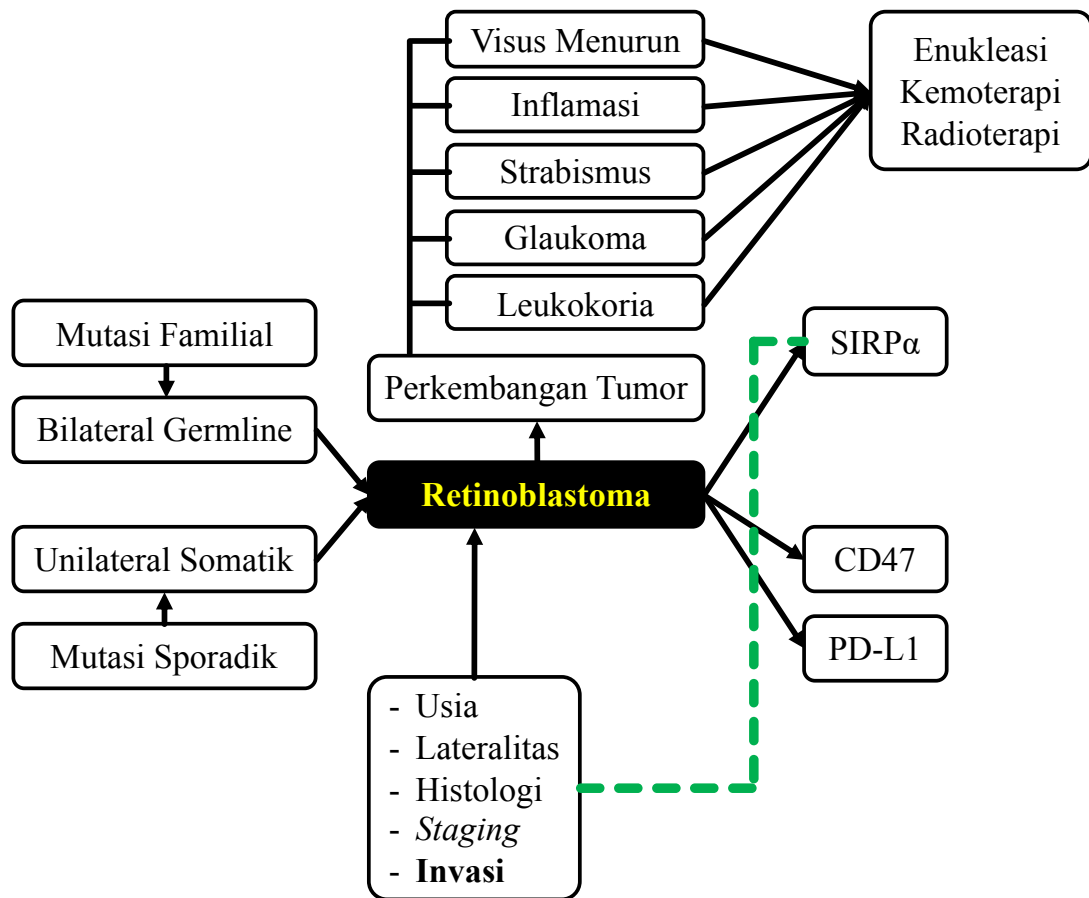 Visus Menurun
Inflamasi
Strabismus
Glaukoma
Leukokoria
Enukleasi
Kemoterapi
Radioterapi
Mutasi Familial
Bilateral Germline
Unilateral Somatik
Mutasi Sporadik
Perkembangan Tumor
Retinoblastoma
SIRPα
CD47
PD-L1
- Usia
- Lateralitas
- Histologi
- Staging
- Invasi